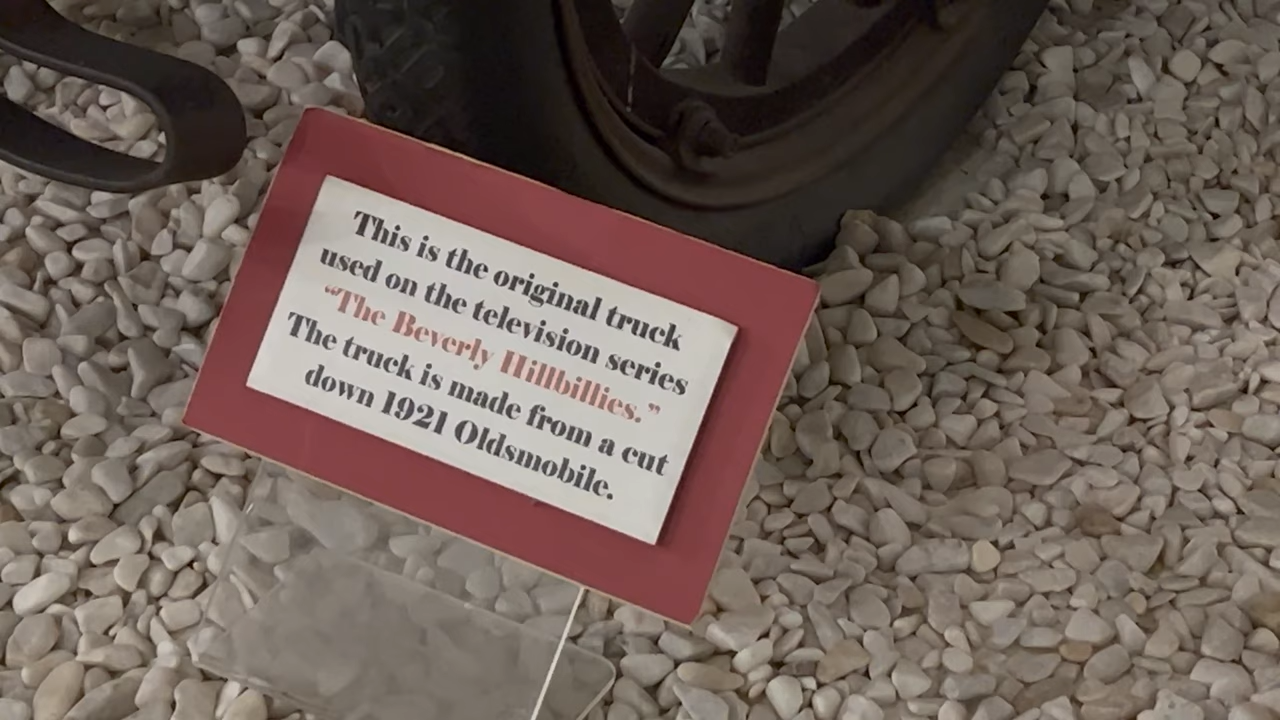 This is the original truck
used on the television series
“The Beverly Hillbillies.”
The truck is made from a cut
down 1921 Oldsmobile.